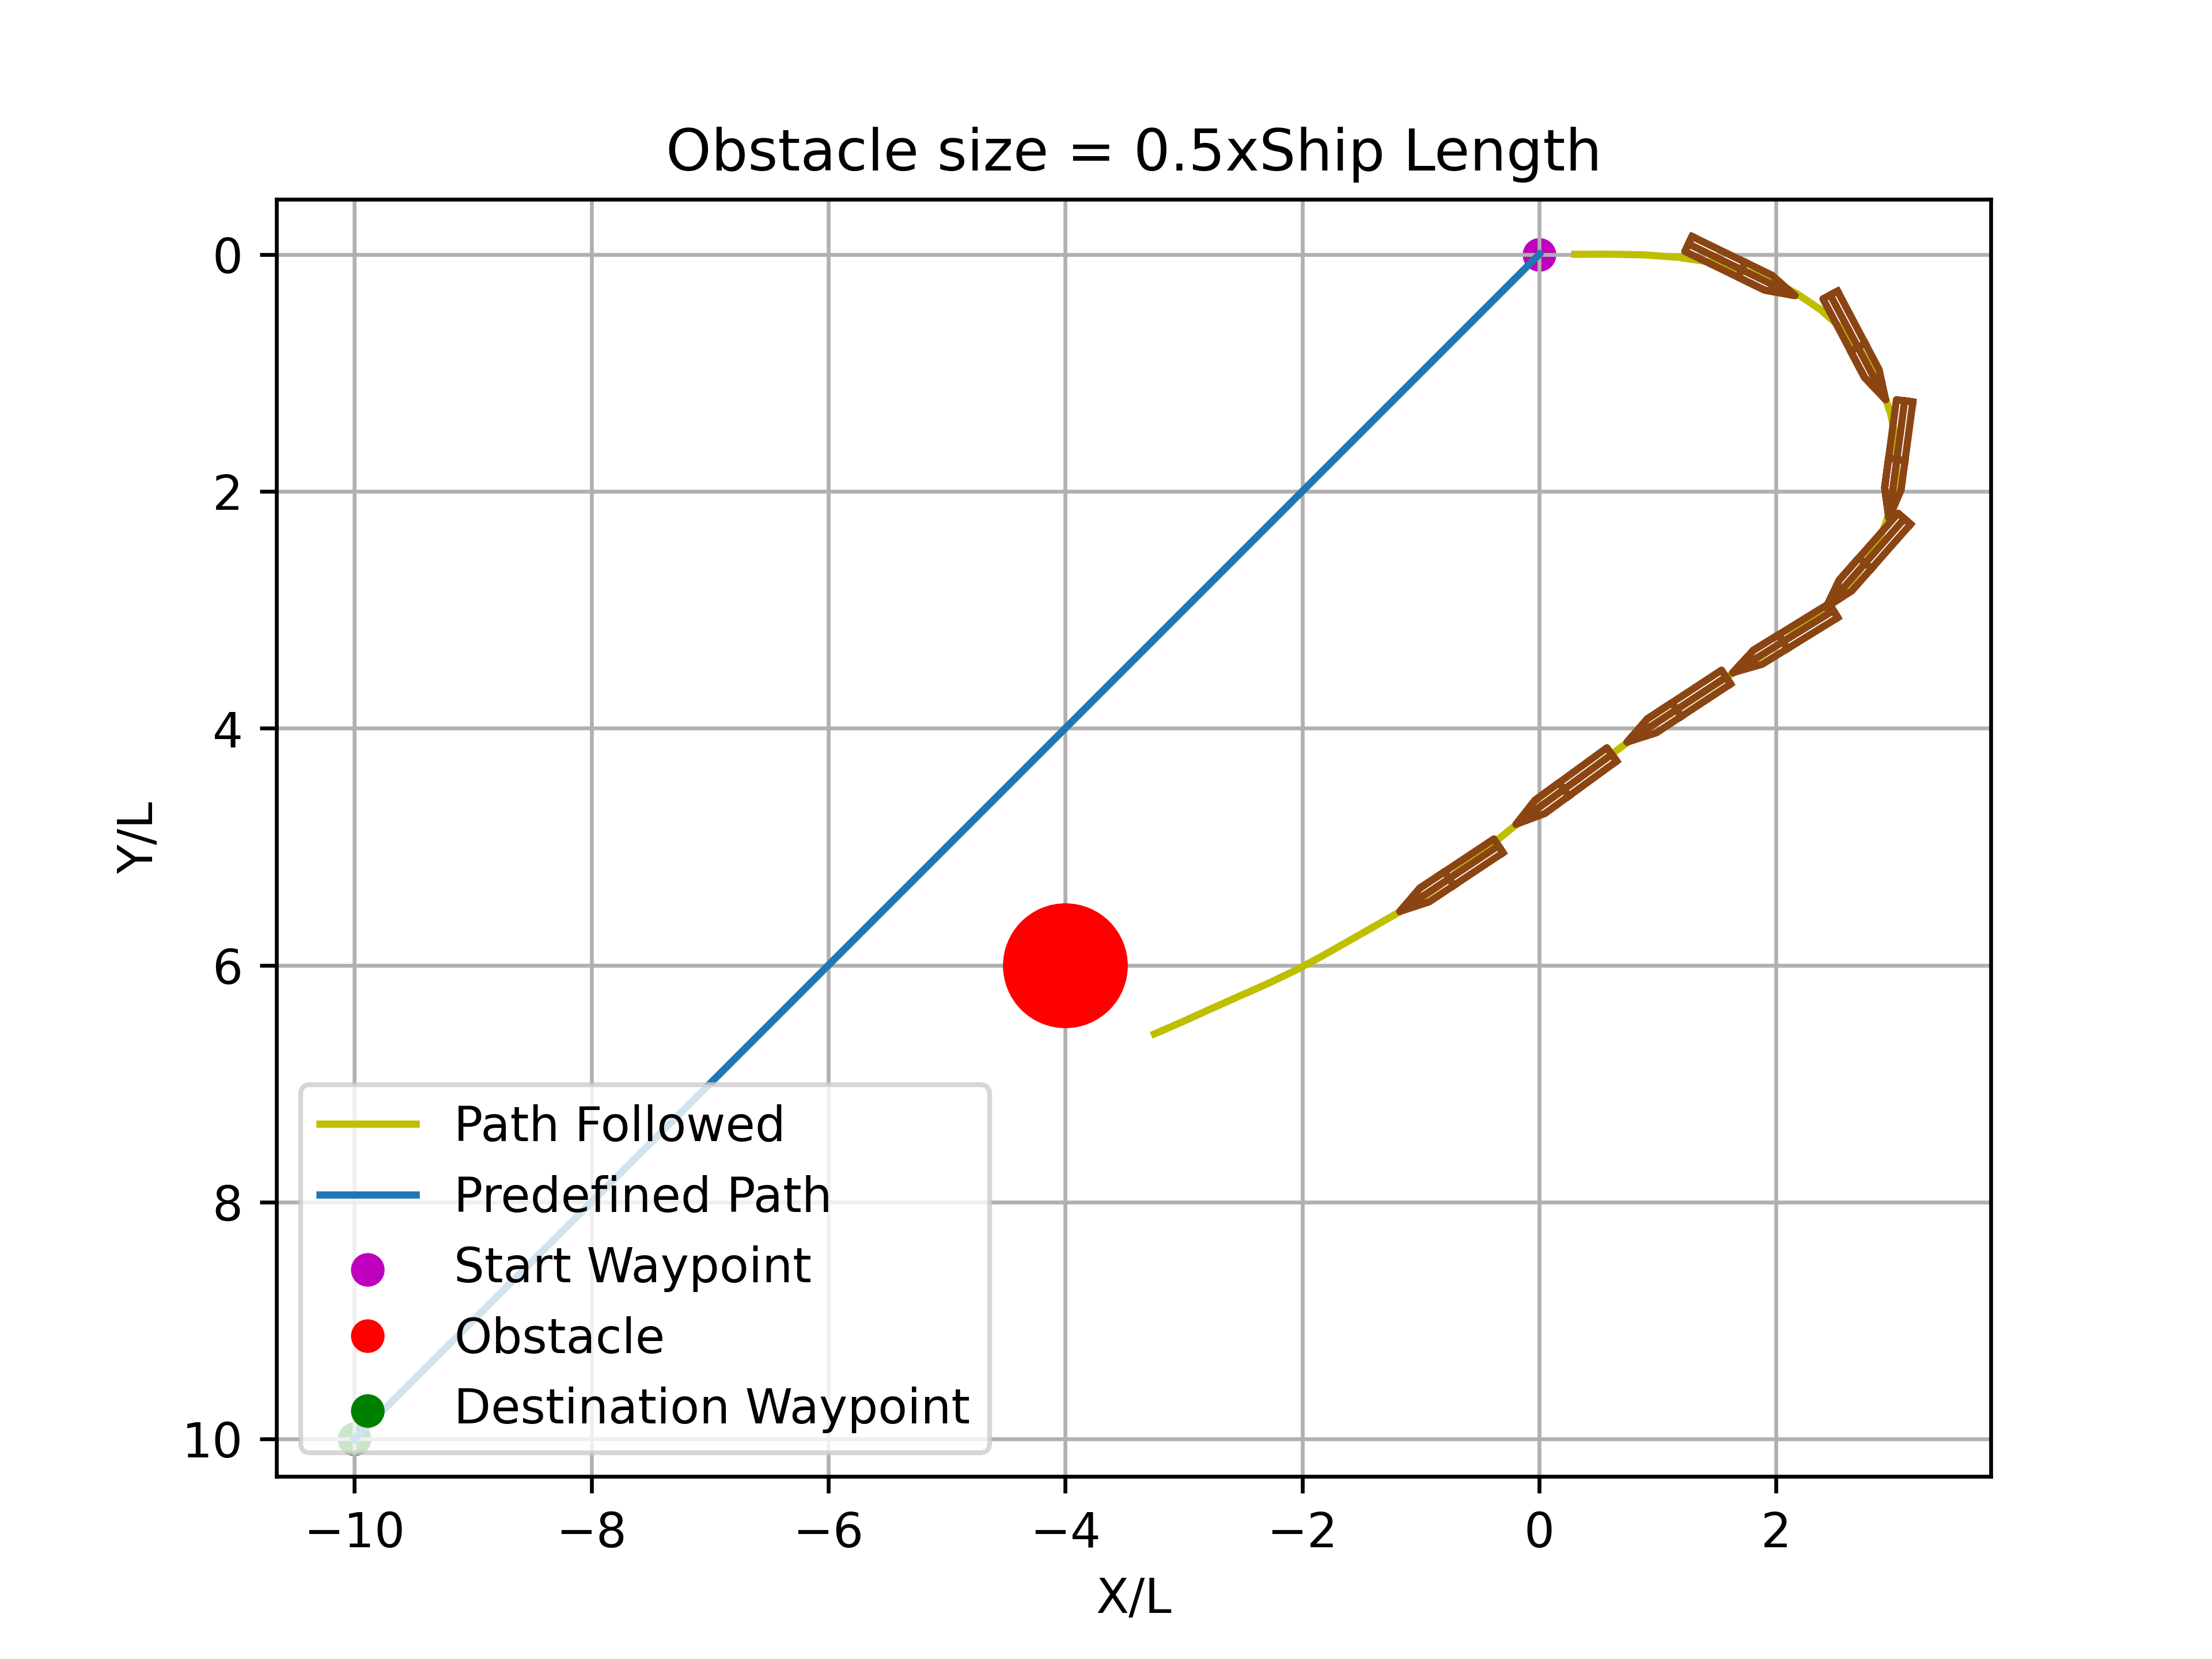 Obstacle size = 0.5xShip Length
0
2
4
6
8
10
Y/L
Path Followed
Predefined Path
Start Waypoint
Obstacle
Destination Waypoint
−10 −8 −6 −4 −2 0 2
X/L